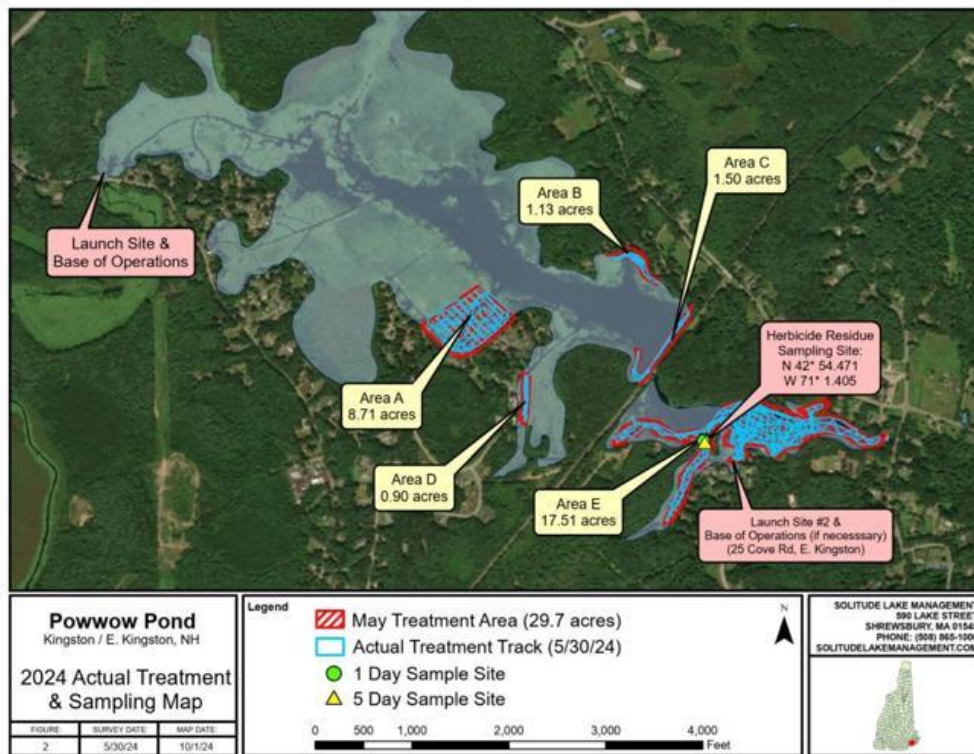 Area C
1.50 acres
Area B
1.13 acres
Launch Site &
Base of Operations
Herbicide Residue
Sampling Site:
N 42° 54.471
W 71° 1.405
Area A
8.71 acres
Area D
0.90 acres
Area E
17.51 acres
Launch Site #2 &
Base of Operations (if necesssary)
(25 Cove Rd, E. Kingston)
Powwow Pond
Kingston / E. Kingston, NH
2024 Actual Treatment
& Sampling Map
FIGURE
SURVEY DATE:
MAP DATE:
2
5/30/24
10/1/24
Legend
May Treatment Area (29.7 acres)
Actual Treatment Track (5/30/24)
1 Day Sample Site
5 Day Sample Site
N
0 500 1,000 2,000 3,000 4,000
Feet
SOLITUDE LAKE MANAGEMENT
590 LAKE STREET
SHREWSBURY, MA 0154
PHONE: (508) 865-100
SOLITUDELAKEMANAGEMENT.COM